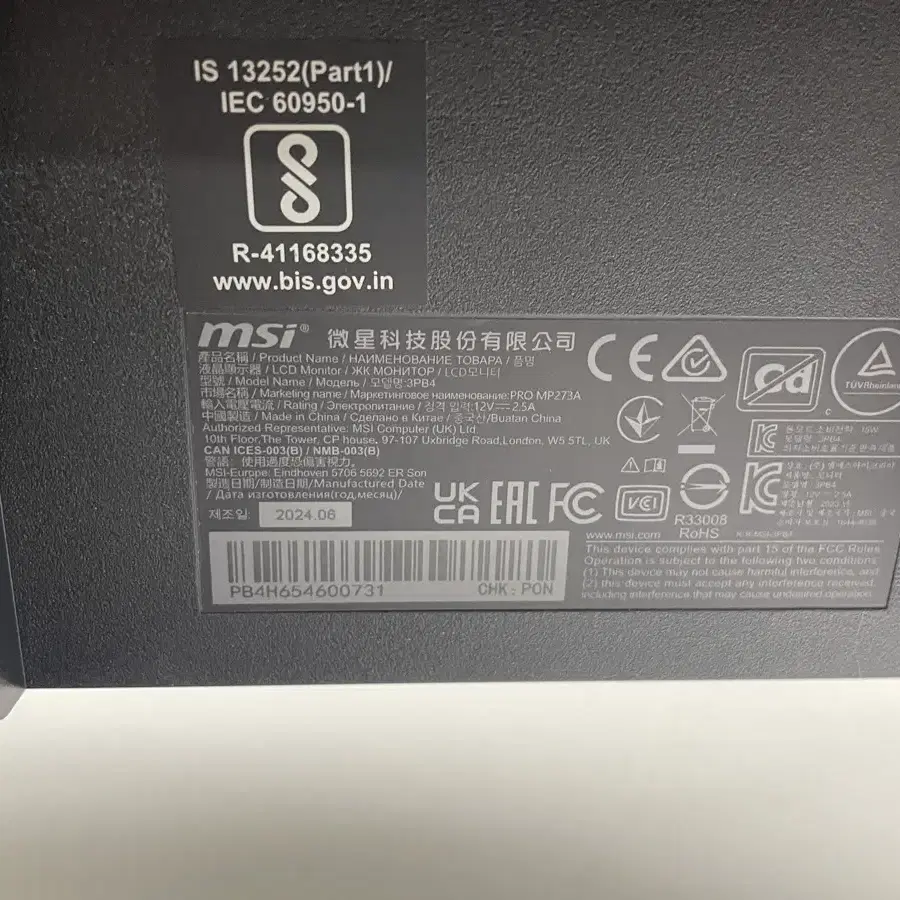 IS 13252(Part1)/
IEC 60950-1
R-41168335
www.bis.gov.in
msi® 微星科技股份有限公司
產品名稱 / Product Name / НАИМЕНОВАНИЕ ТОВАРА / 품명
液晶顯示器 / LCD Monitor / ЖК МОНИТОР / LCD모니터
型號 / Model Name / Модель / 모델명:3PB4
市場名稱 / Marketing name / Маркетинговое наименование:PRO MP273A
輸入電壓電流 / Rating / Электропитание / 정격 입력:12V⎓2.5A
中國製造 / Made in China / Сделано в Китае / 중국산/Buatan China
Authorized Representative: MSI Computer (UK) Ltd.
10th Floor,The Tower, CP house, 97-107 Uxbridge Road,London, W5 5TL, UK
CAN ICES-003(B) / NMB-003(B)
警語:使用過度恐傷害視力。
MSI-Europe: Eindhoven 5706 5692 ER Son
製造日期/制造日期/Manufactured Date
/ Дата изготовления(год,месяц)/
제조일: 2024.06
PB4H654600731
CHK:PON
CE
Cd
TÜVRheinland
C
15W
3PB4
UK
CA
EAC
FC
VCI
R33008
RoHS
www.msi.com
3PB4
12V⎓2.5A
This device complies with part 15 of the FCC Rules
Operation is subject to the following two conditions
(1) This device may not cause harmful interference, and
(2) this device must accept any interference received,
including interference that may cause undesired operation.